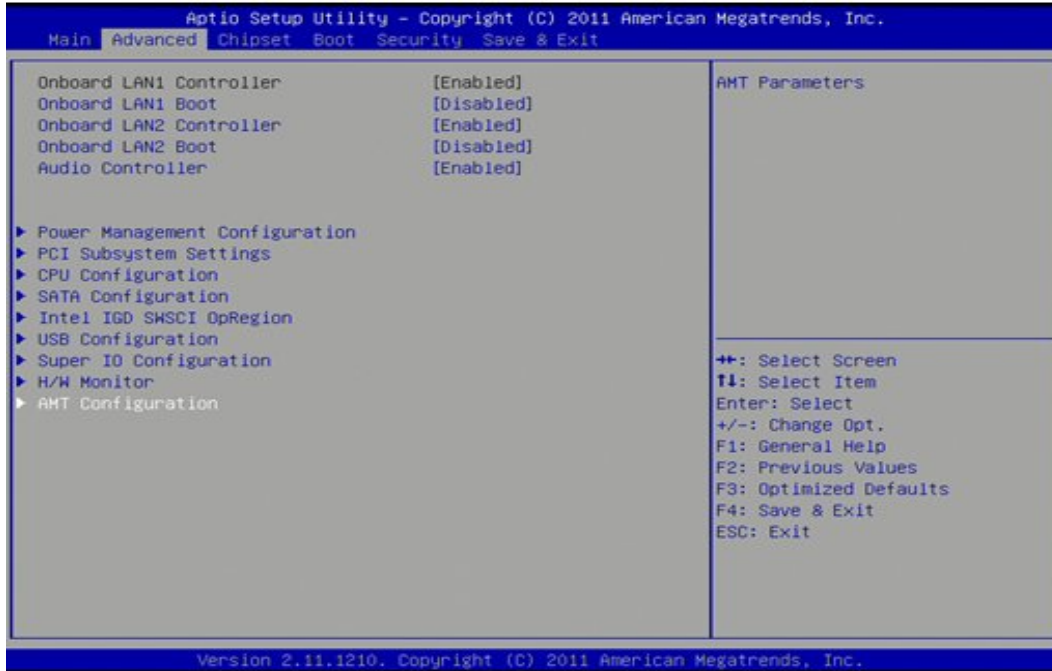 Aptio Setup Utility – Copyright (C) 2011 American Megatrends, Inc.
Main Advanced Chipset Boot Security Save & Exit
Onboard LAN1 Controller [Enabled]
Onboard LAN1 Boot [Disabled]
Onboard LAN2 Controller [Enabled]
Onboard LAN2 Boot [Disabled]
Audio Controller [Enabled]
► Power Management Configuration
► PCI Subsystem Settings
► CPU Configuration
► SATA Configuration
► Intel IGD SWSCI OpRegion
► USB Configuration
► Super IO Configuration
► H/W Monitor
► AMT Configuration
AMT Parameters
→←: Select Screen
↑↓: Select Item
Enter: Select
+/-: Change Opt.
F1: General Help
F2: Previous Values
F3: Optimized Defaults
F4: Save & Exit
ESC: Exit
Version 2.11.1210. Copyright (C) 2011 American Megatrends, Inc.